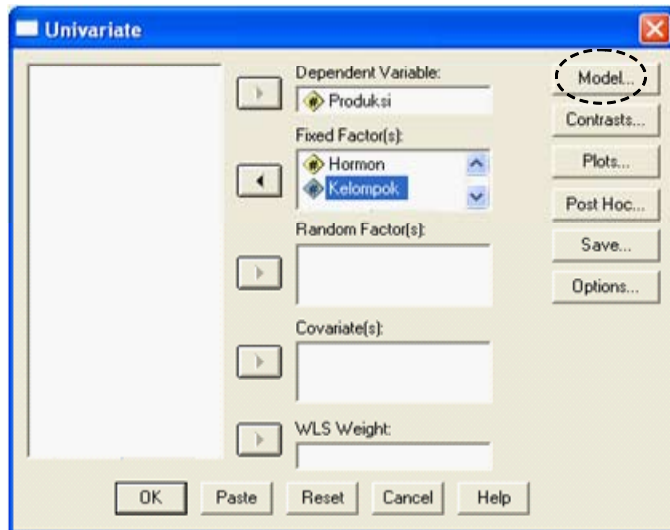 Univariate
Dependent Variable:
Produksi
Fixed Factor(s):
Hormon
Kelompok
Random Factor(s):
Covariate(s):
WLS Weight:
Model...
Contrasts...
Plots...
Post Hoc...
Save...
Options...
OK
Paste
Reset
Cancel
Help